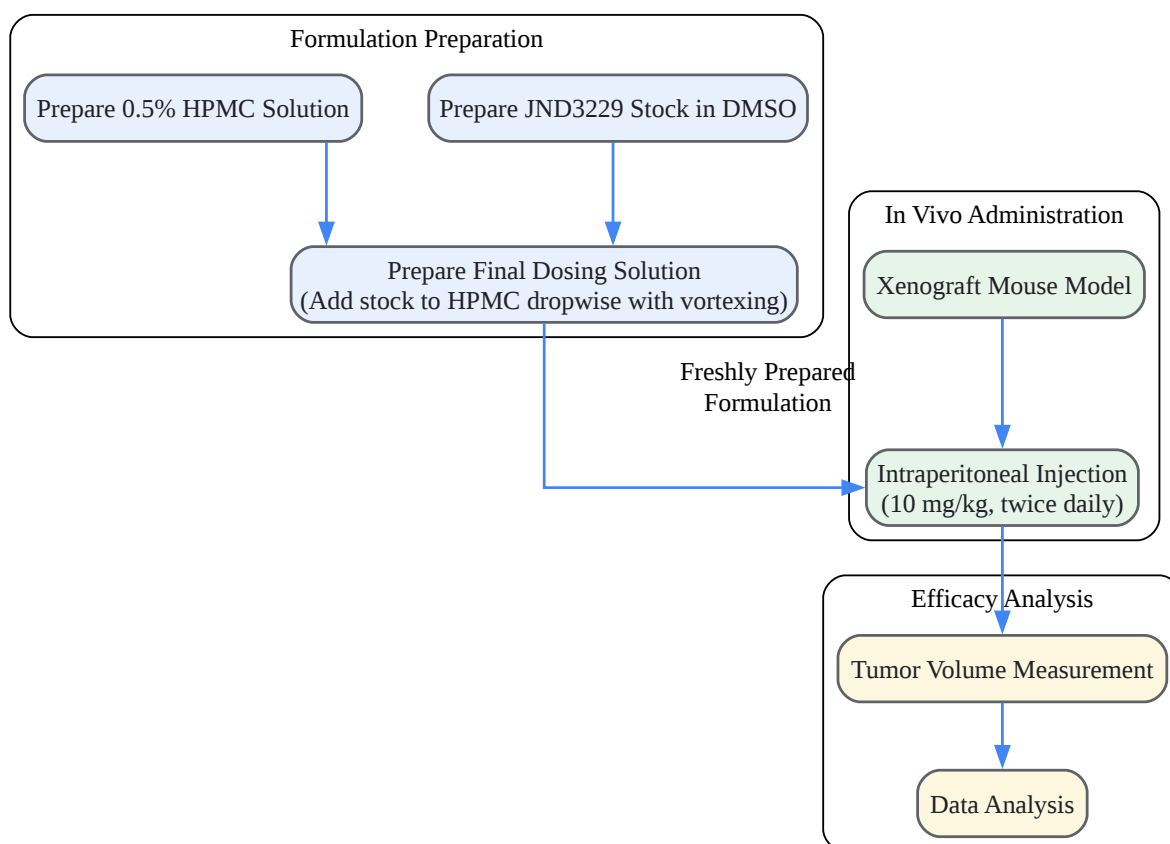 Formulation Preparation
Prepare 0.5% HPMC Solution
Prepare JND3229 Stock in DMSO
Prepare Final Dosing Solution
(Add stock to HPMC dropwise with vortexing)
In Vivo Administration
Xenograft Mouse Model
Freshly Prepared
Formulation
Intraperitoneal Injection
(10 mg/kg, twice daily)
Efficacy Analysis
Tumor Volume Measurement
Data Analysis